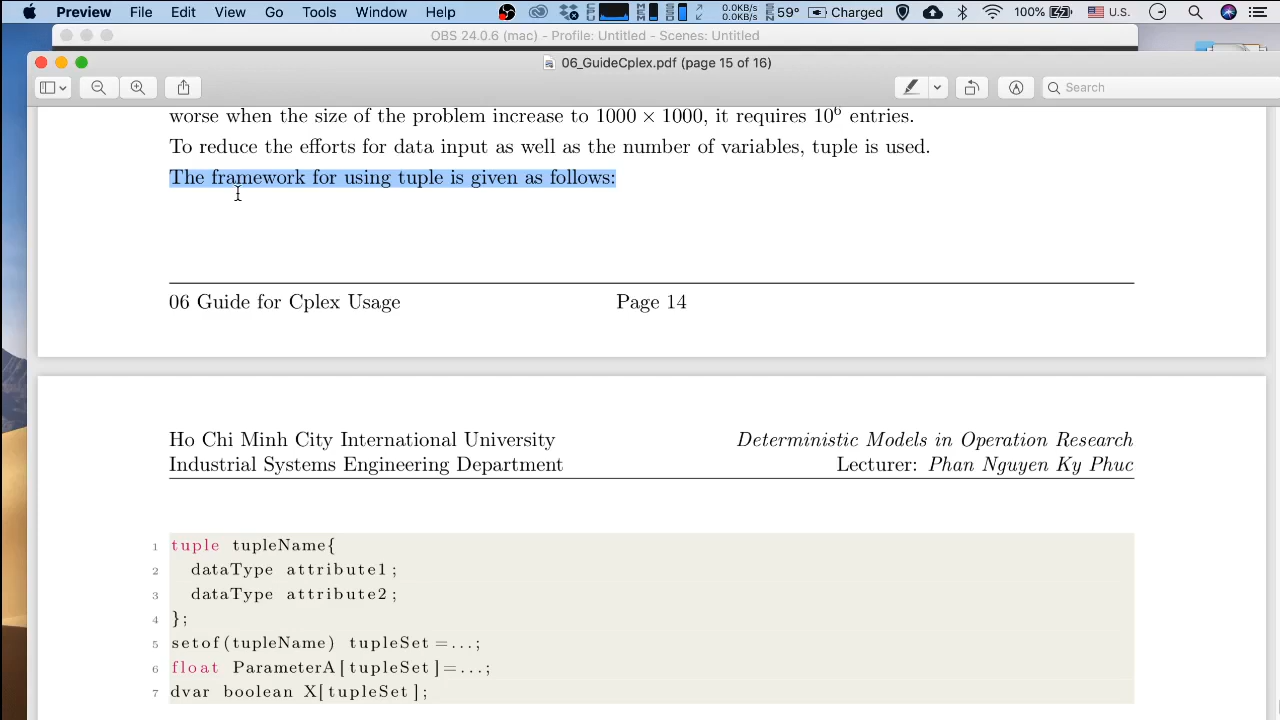 Preview File Edit View Go Tools Window Help 0.0KB/s 0.0KB/s 59° Charged 100% U.S.
OBS 24.0.6 (mac) - Profile: Untitled - Scenes: Untitled
06_GuideCplex.pdf (page 15 of 16)
Search
worse when the size of the problem increase to 1000 × 1000, it requires 10⁶ entries.
To reduce the efforts for data input as well as the number of variables, tuple is used.
The framework for using tuple is given as follows:
06 Guide for Cplex Usage Page 14
Ho Chi Minh City International University Deterministic Models in Operation Research
Industrial Systems Engineering Department Lecturer: Phan Nguyen Ky Phuc
1 tuple tupleName{
2 dataType attribute1;
3 dataType attribute2;
4 };
5 setof(tupleName) tupleSet=...;
6 float ParameterA[tupleSet]=...;
7 dvar boolean X[tupleSet];